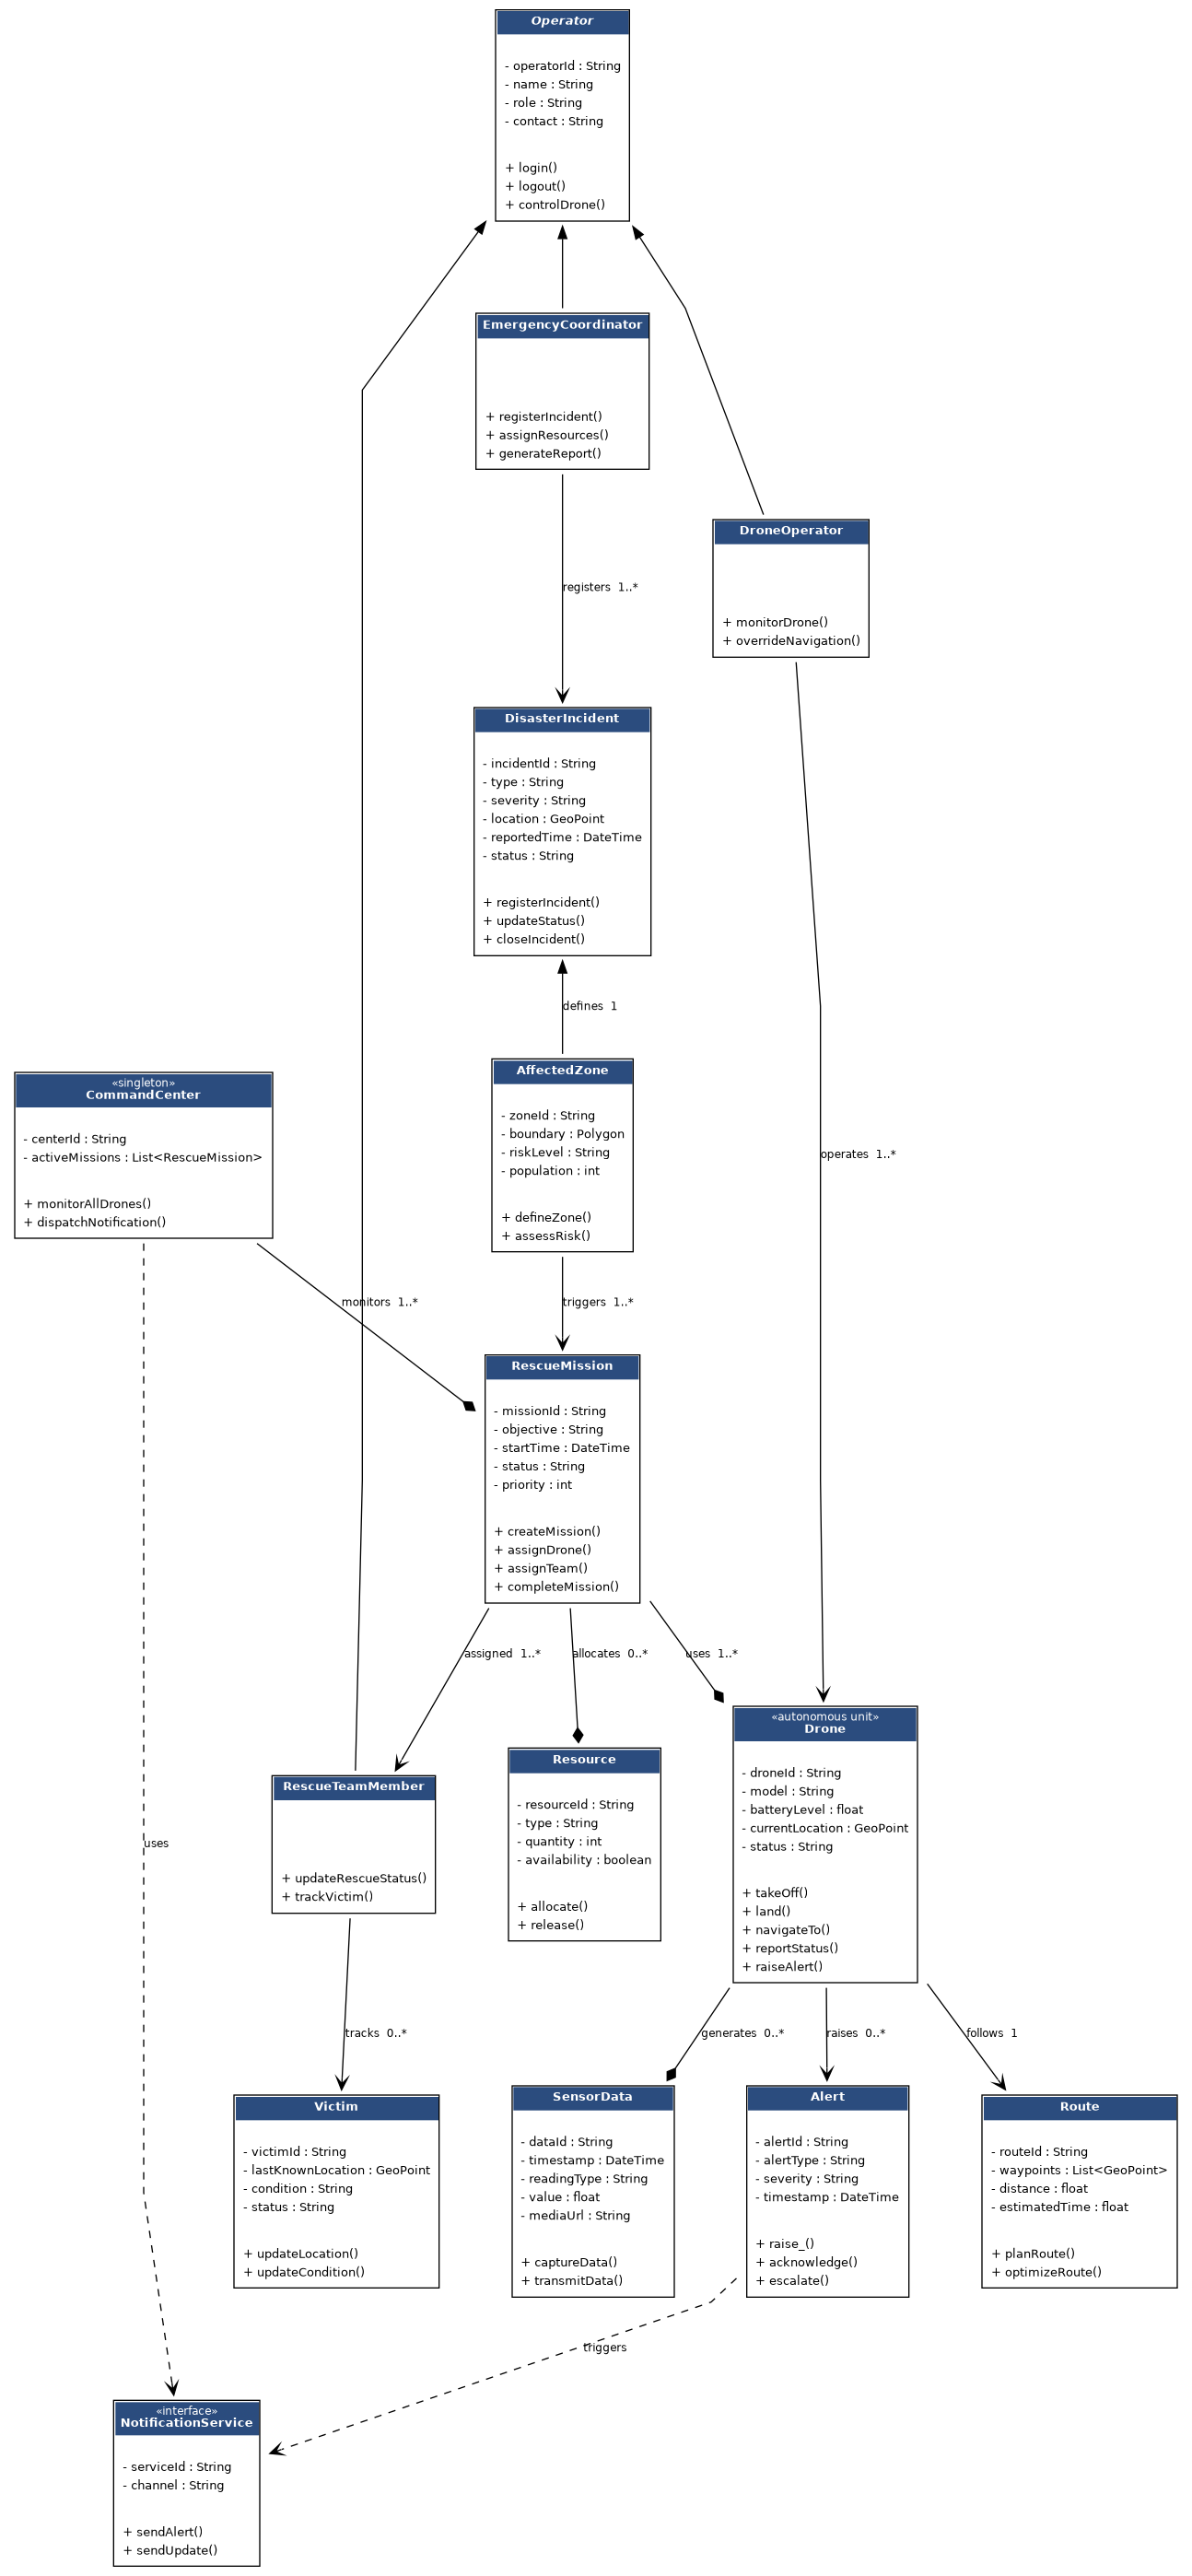 Operator
- operatorId : String
- name : String
- role : String
- contact : String
+ login()
+ logout()
+ controlDrone()
EmergencyCoordinator
+ registerIncident()
+ assignResources()
+ generateReport()
DroneOperator
+ monitorDrone()
+ overrideNavigation()
registers 1..*
DisasterIncident
- incidentId : String
- type : String
- severity : String
- location : GeoPoint
- reportedTime : DateTime
- status : String
+ registerIncident()
+ updateStatus()
+ closeIncident()
defines 1
AffectedZone
- zoneId : String
- boundary : Polygon
- riskLevel : String
- population : int
+ defineZone()
+ assessRisk()
«singleton»
CommandCenter
- centerId : String
- activeMissions : List<RescueMission>
+ monitorAllDrones()
+ dispatchNotification()
operates 1..*
monitors 1..*
triggers 1..*
RescueMission
- missionId : String
- objective : String
- startTime : DateTime
- status : String
- priority : int
+ createMission()
+ assignDrone()
+ assignTeam()
+ completeMission()
assigned 1..*
allocates 0..*
uses 1..*
RescueTeamMember
+ updateRescueStatus()
+ trackVictim()
Resource
- resourceId : String
- type : String
- quantity : int
- availability : boolean
+ allocate()
+ release()
«autonomous unit»
Drone
- droneId : String
- model : String
- batteryLevel : float
- currentLocation : GeoPoint
- status : String
+ takeOff()
+ land()
+ navigateTo()
+ reportStatus()
+ raiseAlert()
uses
tracks 0..*
generates 0..*
raises 0..*
follows 1
Victim
- victimId : String
- lastKnownLocation : GeoPoint
- condition : String
- status : String
+ updateLocation()
+ updateCondition()
SensorData
- dataId : String
- timestamp : DateTime
- readingType : String
- value : float
- mediaUrl : String
+ captureData()
+ transmitData()
Alert
- alertId : String
- alertType : String
- severity : String
- timestamp : DateTime
+ raise_()
+ acknowledge()
+ escalate()
Route
- routeId : String
- waypoints : List<GeoPoint>
- distance : float
- estimatedTime : float
+ planRoute()
+ optimizeRoute()
triggers
«interface»
NotificationService
- serviceId : String
- channel : String
+ sendAlert()
+ sendUpdate()